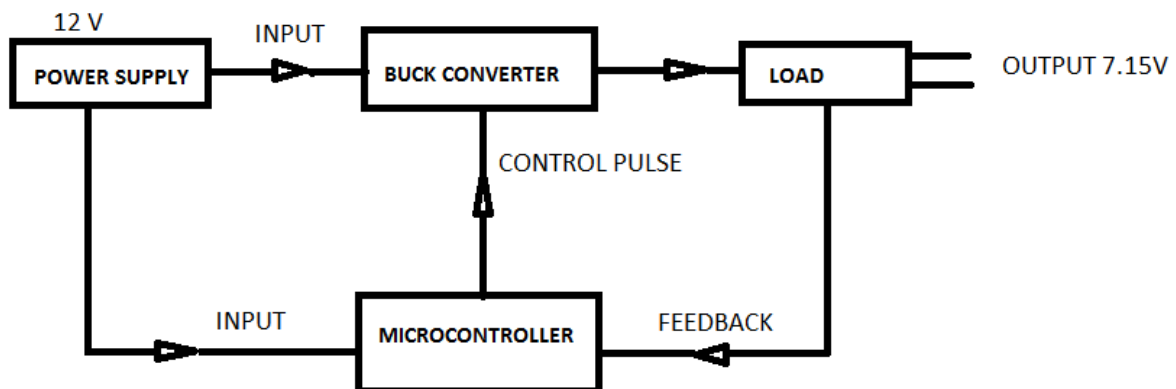 12 V
INPUT
POWER SUPPLY
BUCK CONVERTER
LOAD
OUTPUT 7.15V
CONTROL PULSE
INPUT
MICROCONTROLLER
FEEDBACK